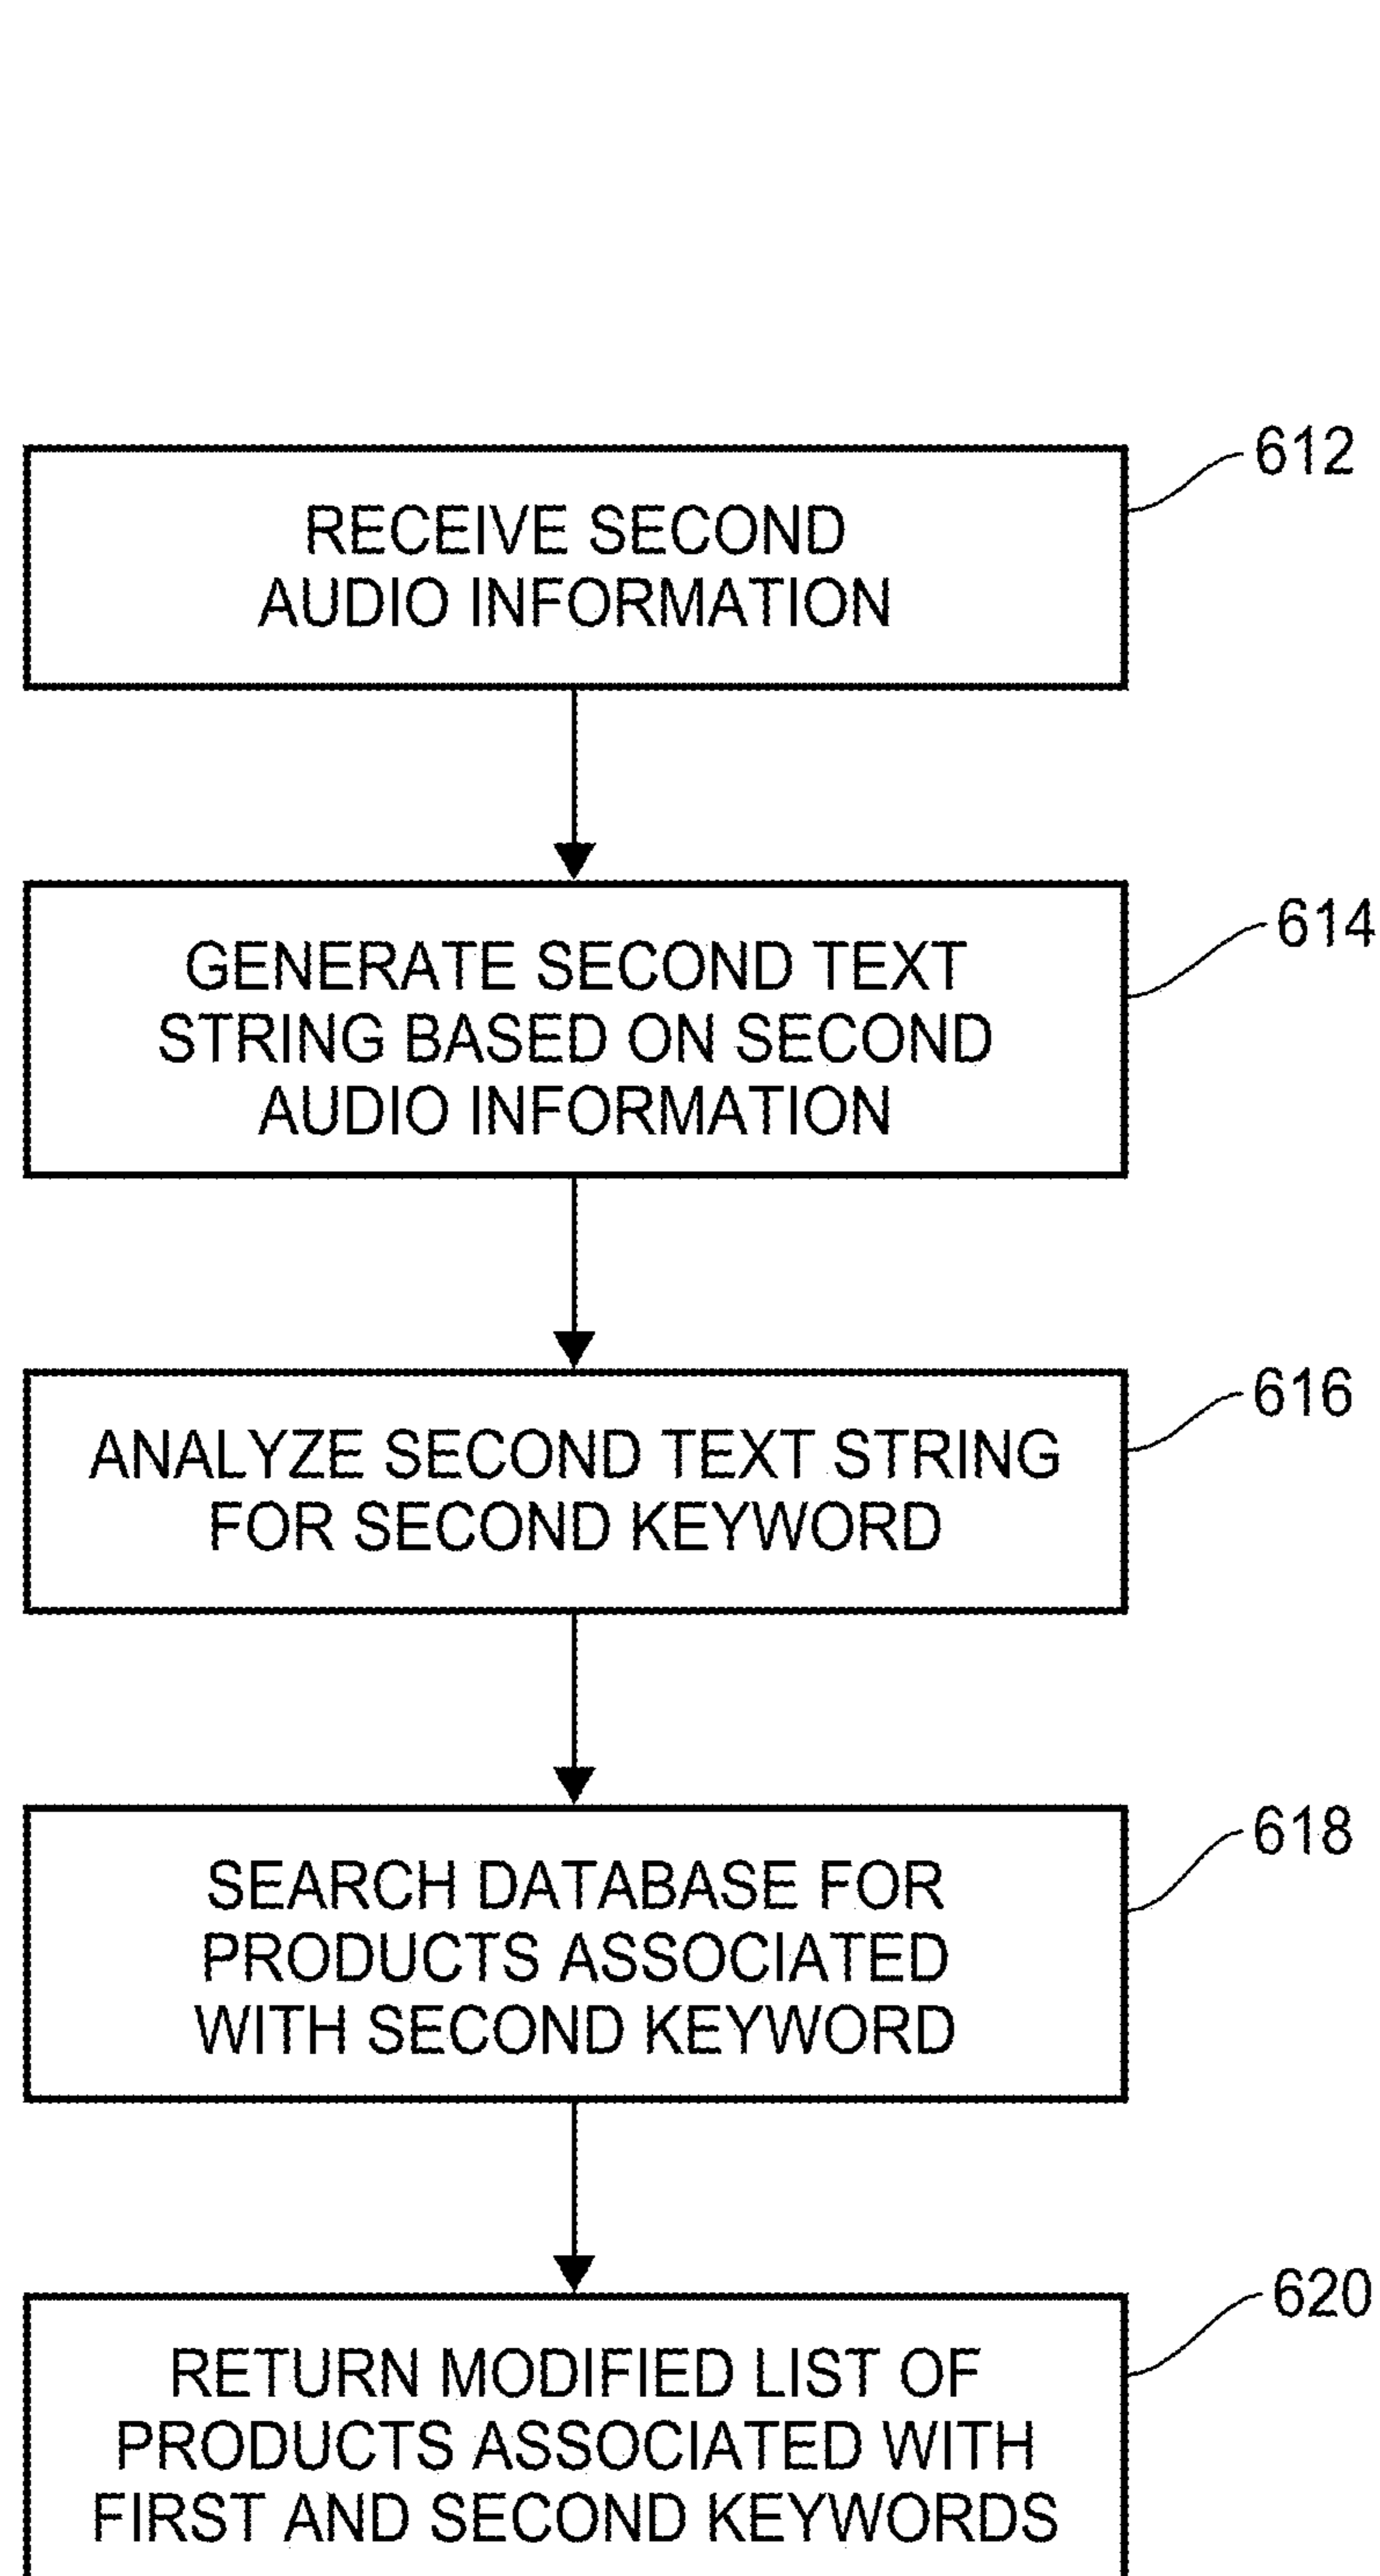 612
RECEIVE SECOND
AUDIO INFORMATION
614
GENERATE SECOND TEXT
STRING BASED ON SECOND
AUDIO INFORMATION
616
ANALYZE SECOND TEXT STRING
FOR SECOND KEYWORD
618
SEARCH DATABASE FOR
PRODUCTS ASSOCIATED
WITH SECOND KEYWORD
620
RETURN MODIFIED LIST OF
PRODUCTS ASSOCIATED WITH
FIRST AND SECOND KEYWORDS